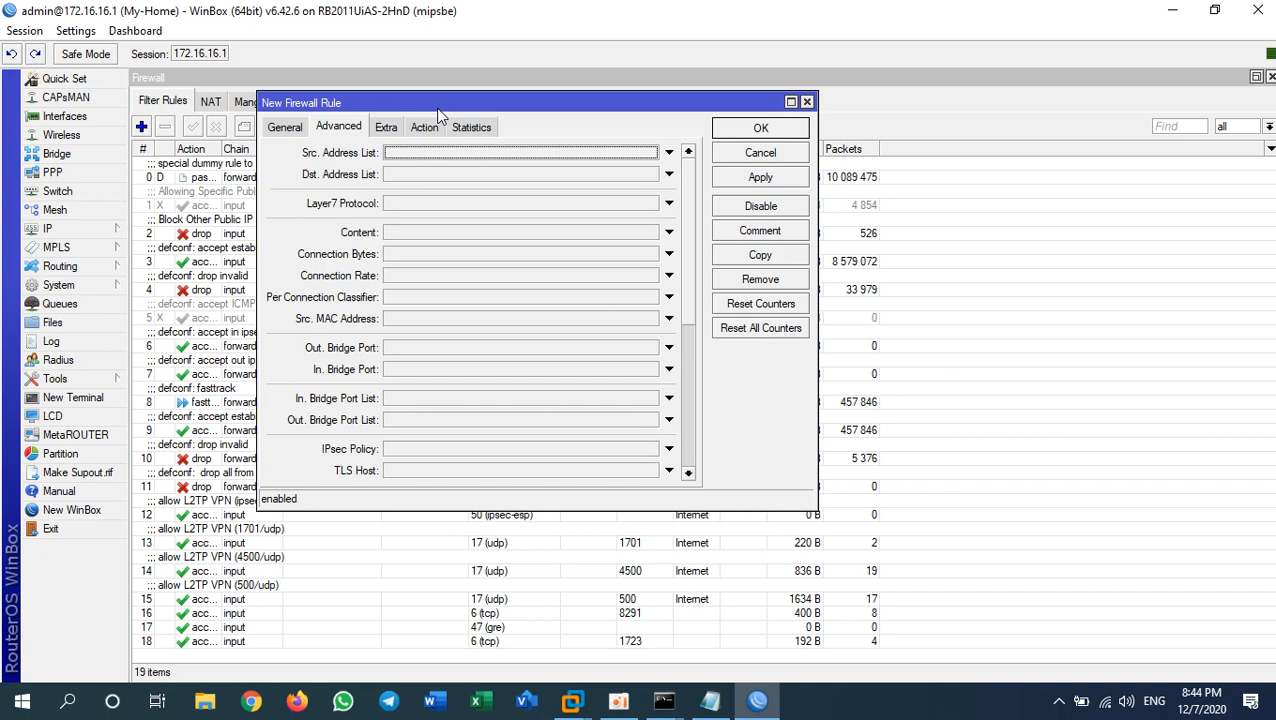 admin@172.16.16.1 (My-Home) - WinBox (64bit) v6.42.6 on RB2011UiAS-2HnD (mipsbe)
Session Settings Dashboard
Safe Mode Session: 172.16.16.1
Quick Set
CAPsMAN
Interfaces
Wireless
Bridge
PPP
Switch
Mesh
IP
MPLS
Routing
System
Queues
Files
Log
Radius
Tools
New Terminal
LCD
MetaROUTER
Partition
Make Supout.rif
Manual
New WinBox
Exit
RouterOS WinBox
Firewall
Filter Rules NAT Mang
Find all
# Action Chain Packets
;;; special dummy rule to
0 D pas... forward 10 089 475
;;; Allowing Specific Publ
1 X acc... input 4 854
;;; Block Other Public IP
2 drop input 526
;;; defconf: accept estab
3 acc... input 8 579 072
;;; defconf: drop invalid
4 drop input 33 979
;;; defconf: accept ICMP
5 X acc... input 0
;;; defconf: accept in ipse
6 acc... forward 0
;;; defconf: accept out ip
7 acc... forward 0
;;; defconf: fasttrack
8 fastt... forward 457 846
;;; defconf: accept estab
9 acc... forward 457 846
;;; defconf: drop invalid
10 drop forward 5 376
;;; defconf: drop all from
11 drop forward 0
;;; allow L2TP VPN (ipsec
12 acc... input 50 (ipsec-esp) Internet 0 B 0
;;; allow L2TP VPN (1701/udp)
13 acc... input 17 (udp) 1701 Internet 220 B 2
;;; allow L2TP VPN (4500/udp)
14 acc... input 17 (udp) 4500 Internet 836 B 19
;;; allow L2TP VPN (500/udp)
15 acc... input 17 (udp) 500 Internet 1634 B 17
16 acc... input 6 (tcp) 8291 400 B 8
17 acc... input 47 (gre) 0 B 0
18 acc... input 6 (tcp) 1723 192 B 4
19 items
New Firewall Rule
General Advanced Extra Action Statistics
Src. Address List:
Dst. Address List:
Layer7 Protocol:
Content:
Connection Bytes:
Connection Rate:
Per Connection Classifier:
Src. MAC Address:
Out. Bridge Port:
In. Bridge Port:
In. Bridge Port List:
Out. Bridge Port List:
IPsec Policy:
TLS Host:
OK
Cancel
Apply
Disable
Comment
Copy
Remove
Reset Counters
Reset All Counters
enabled
ENG
8:44 PM
12/7/2020